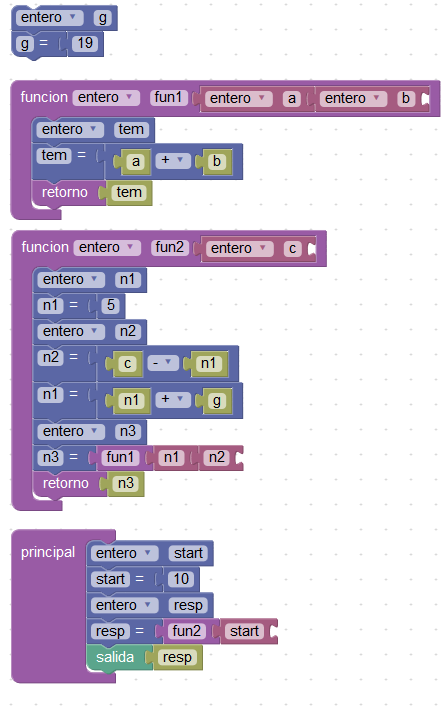 entero g
g = 19
funcion entero fun1 entero a entero b
entero tem
tem = a + b
retorno tem
funcion entero fun2 entero c
entero n1
n1 = 5
entero n2
n2 = c - n1
n1 = n1 + g
entero n3
n3 = fun1 n1 n2
retorno n3
principal entero start
start = 10
entero resp
resp = fun2 start
salida resp